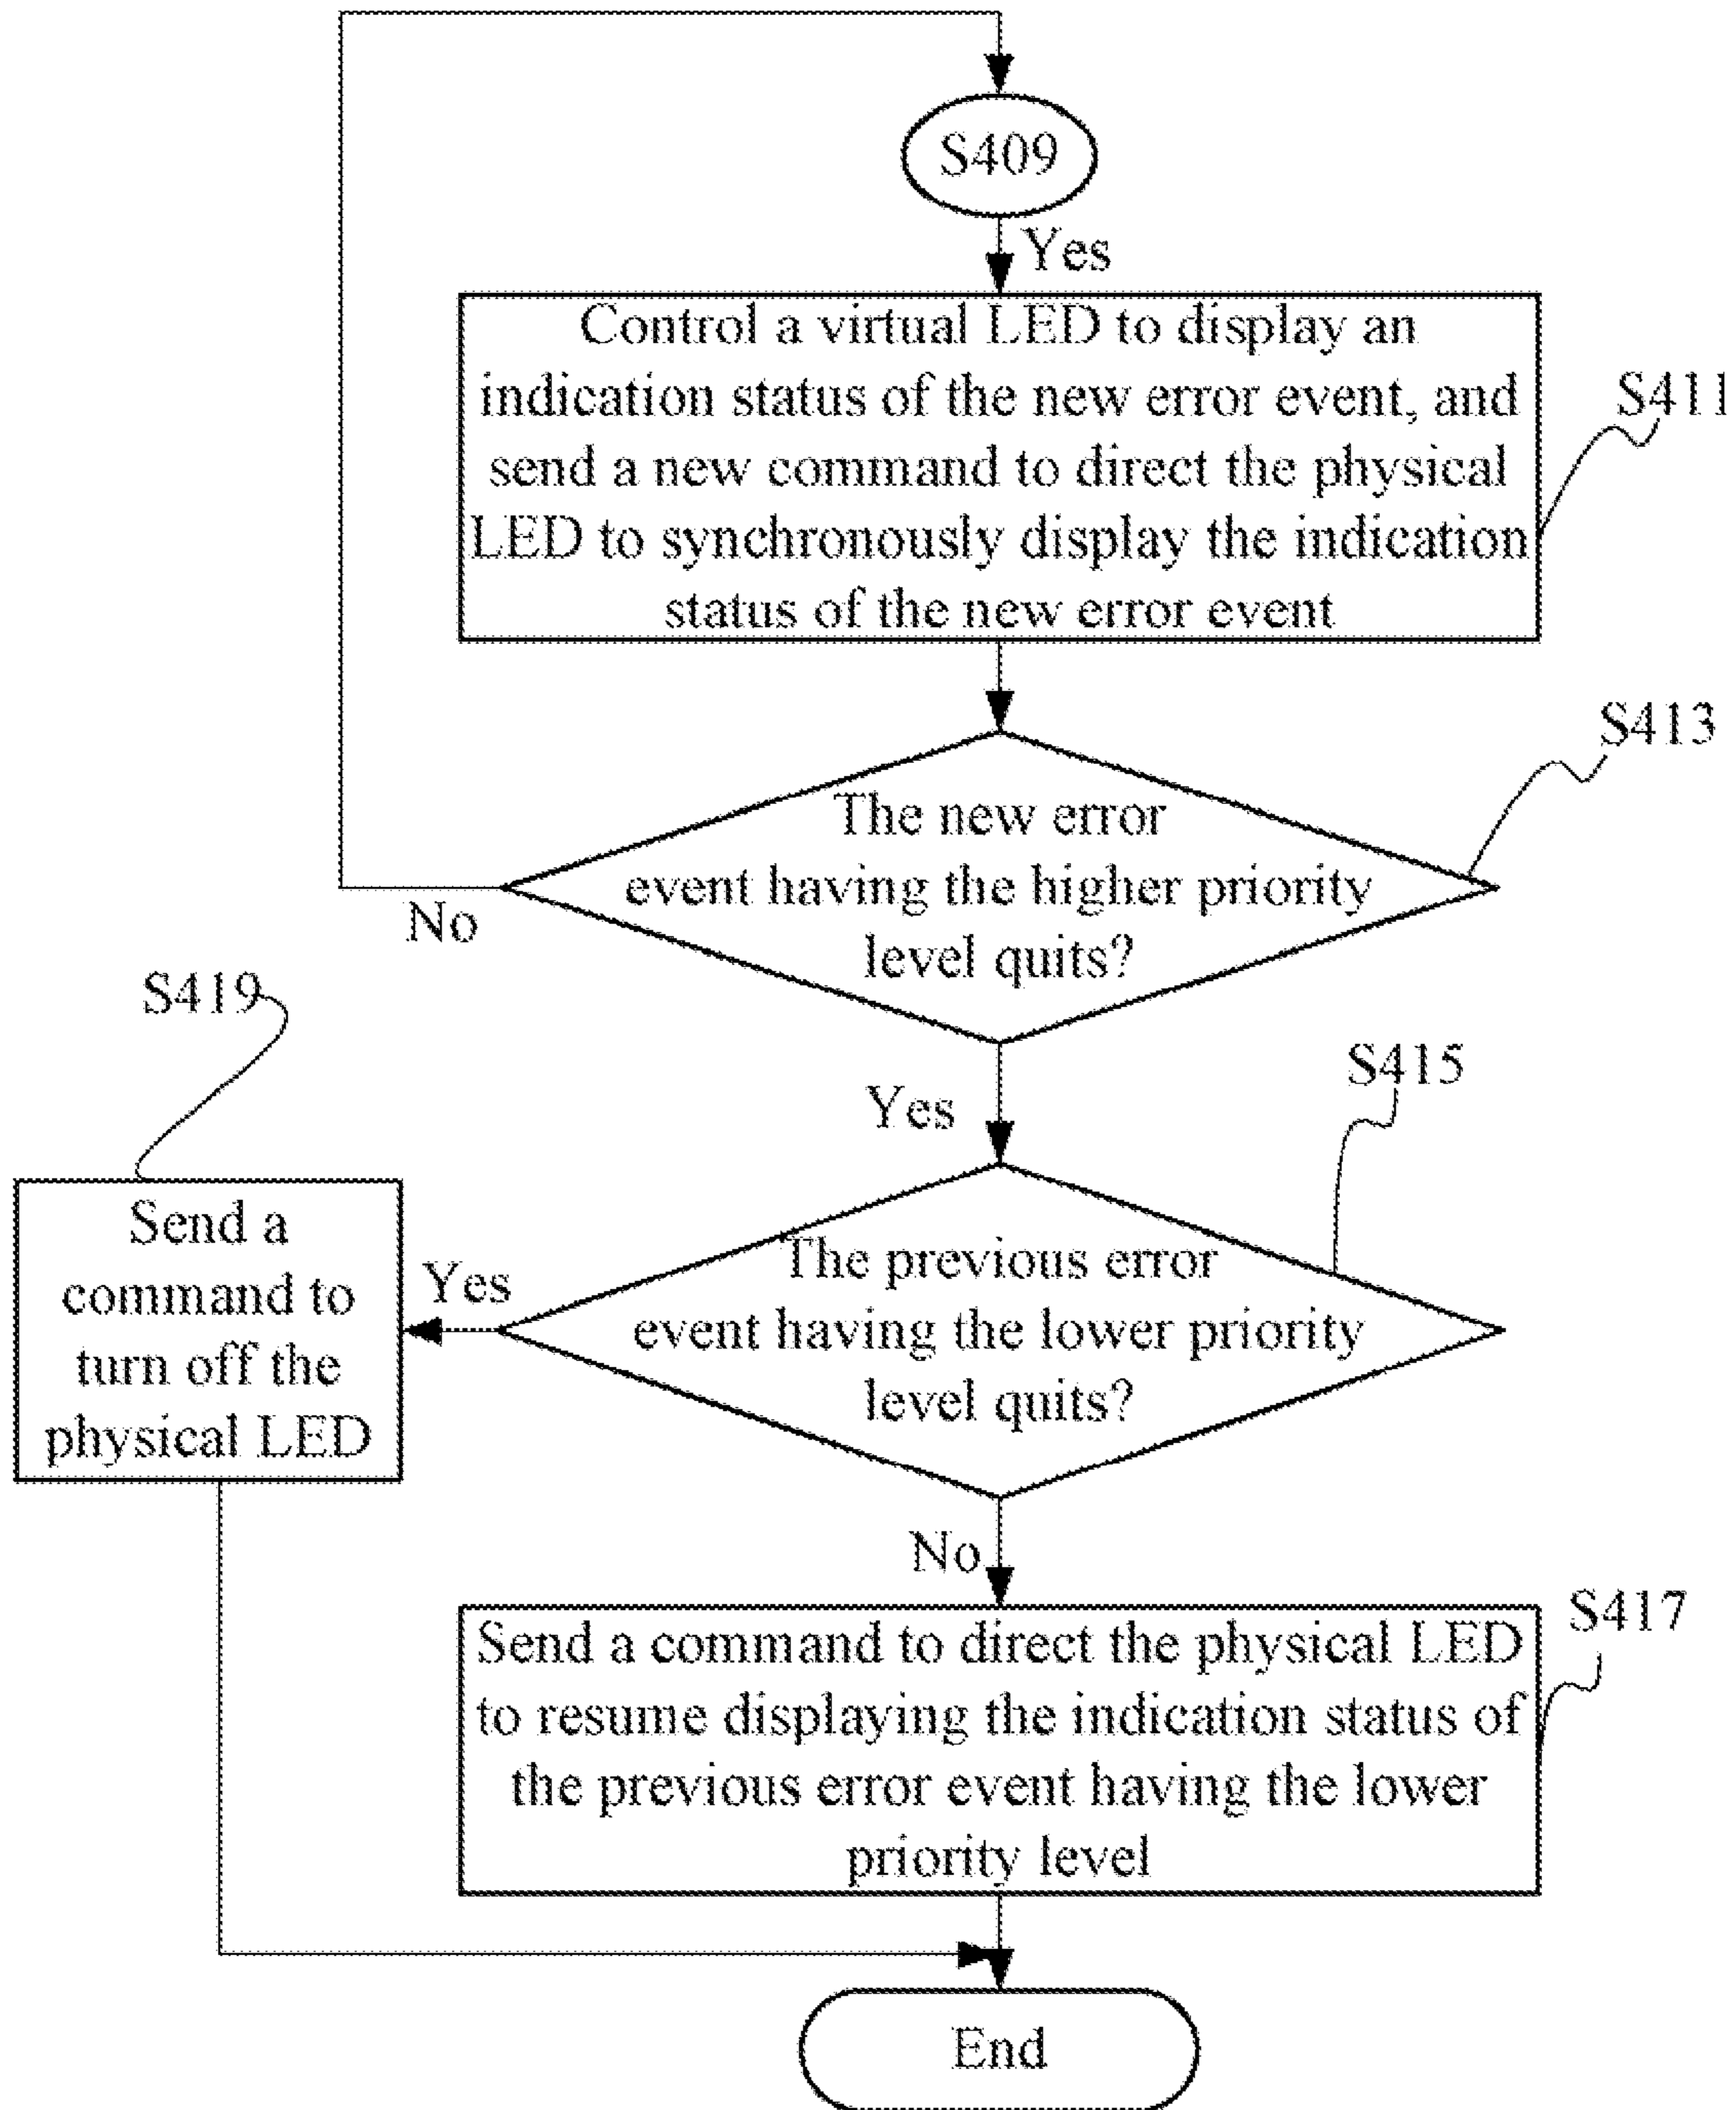 S409
Yes
Control a virtual LED to display an
indication status of the new error event, and
send a new command to direct the physical
LED to synchronously display the indication
status of the new error event
S411
S413
The new error
event having the higher priority
level quits?
No
S419
Yes
S415
Send a
command to
turn off the
physical LED
Yes
The previous error
event having the lower priority
level quits?
No
S417
Send a command to direct the physical LED
to resume displaying the indication status of
the previous error event having the lower
priority level
End